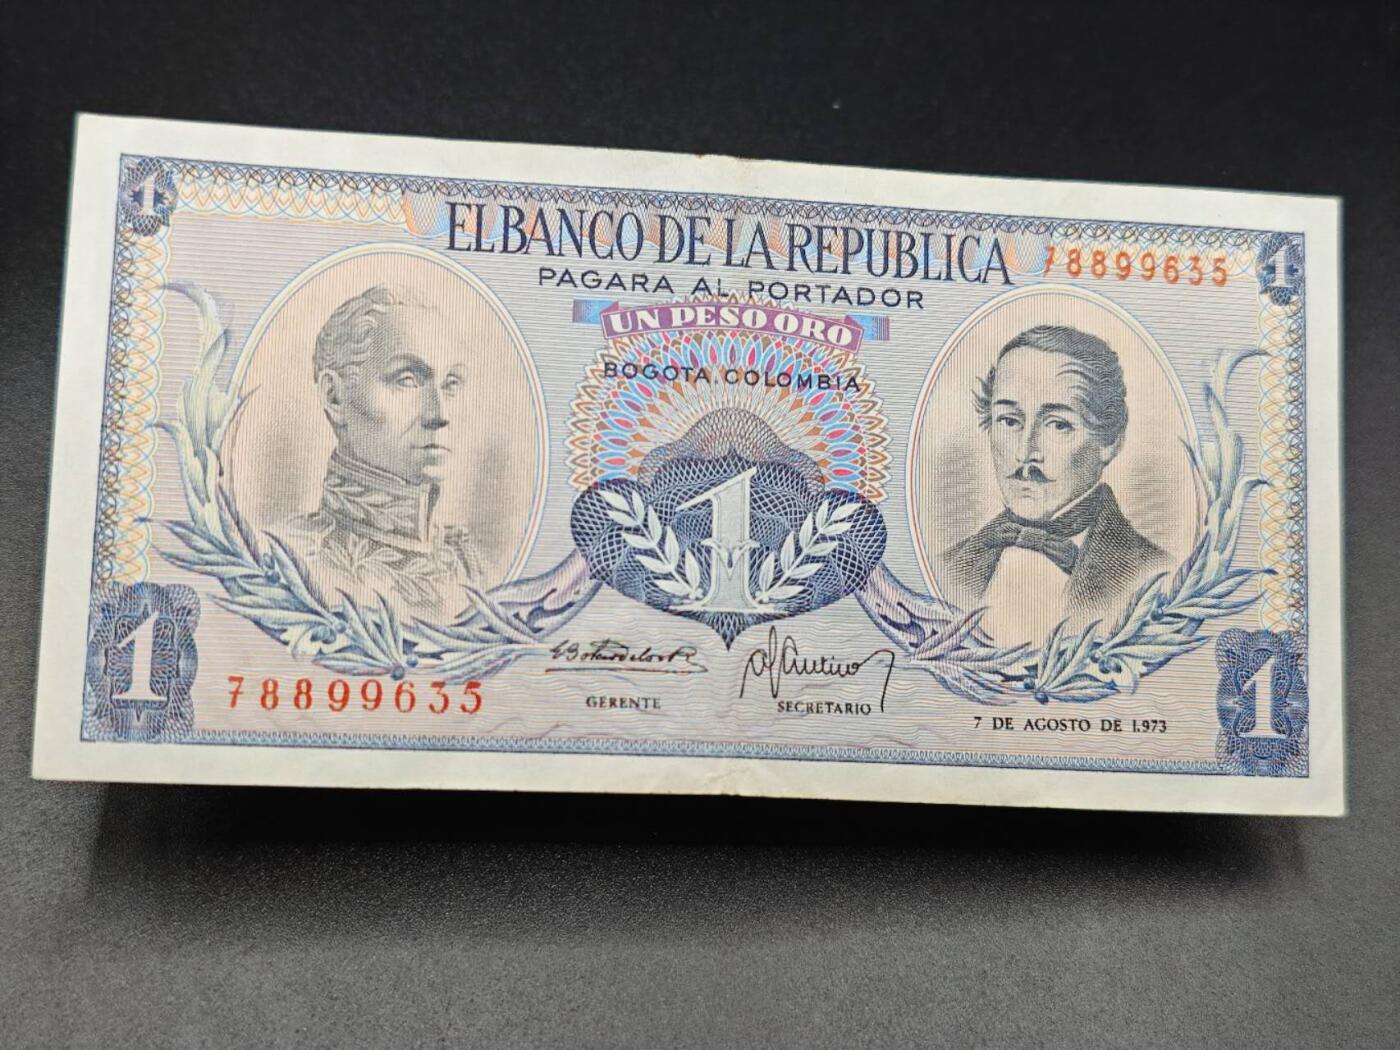 1
1
EL BANCO DE LA REPUBLICA
78899635
PAGARA AL PORTADOR
UN PESO ORO
BOGOTA, COLOMBIA
1
1
78899635
GERENTE
SECRETARIO
7 DE AGOSTO DE 1.973
1